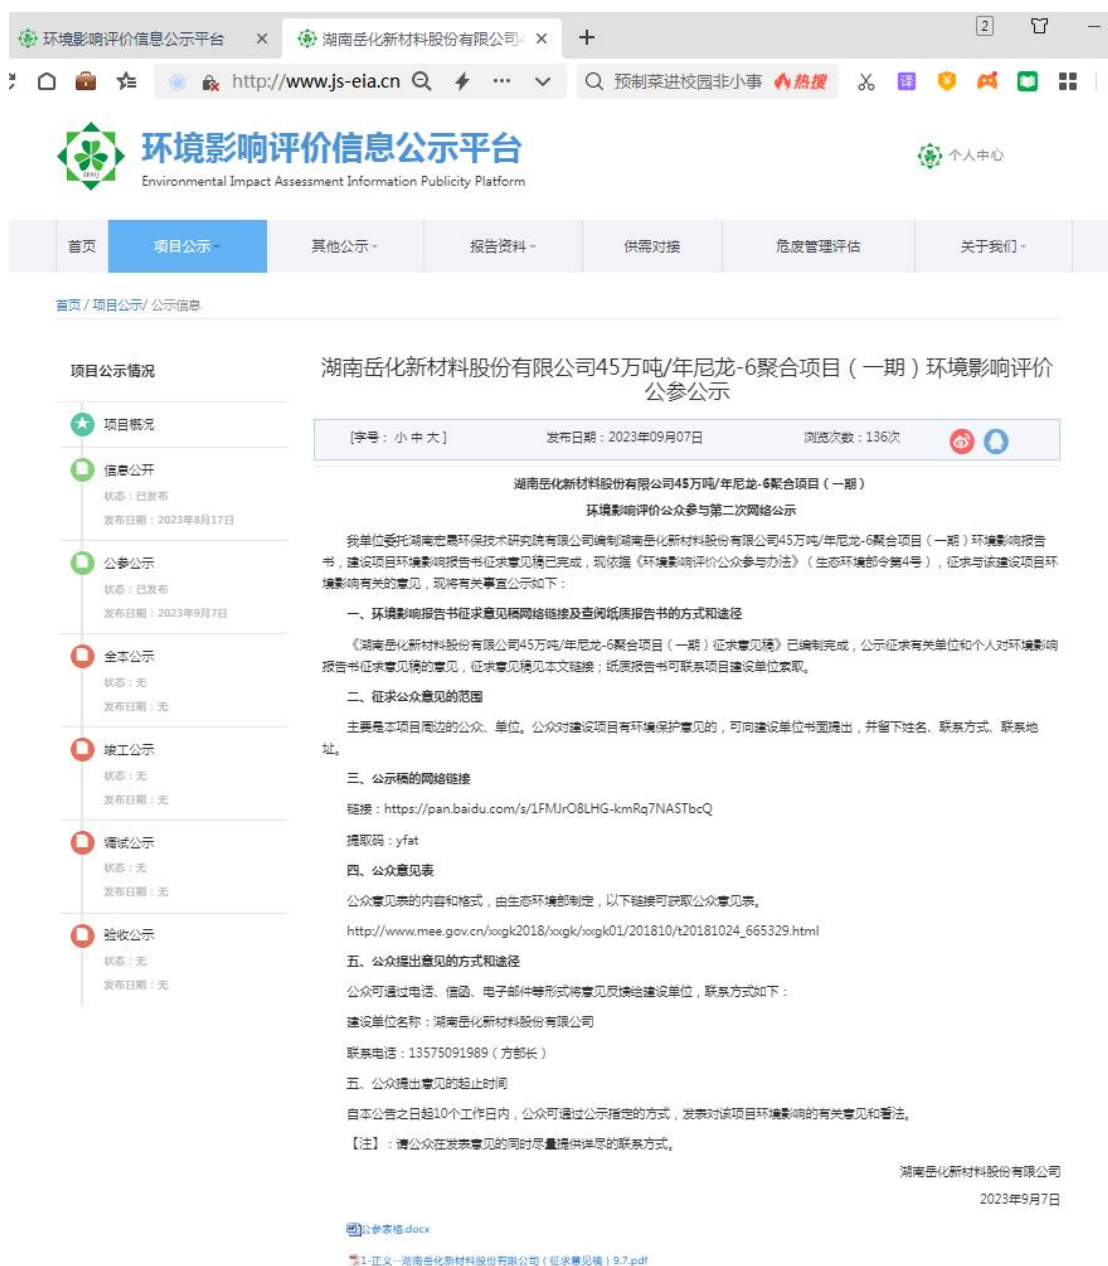 环境影响评价信息公示平台 ×
湖南岳化新材料股份有限公司 ×
+
2
http://www.js-eia.cn
预制菜进校园非小事
热搜
译
环境影响评价信息公示平台
Environmental Impact Assessment Information Publicity Platform
个人中心
首页
项目公示
其他公示
报告资料
供需对接
危废管理评估
关于我们
首页 / 项目公示/ 公示信息
项目公示情况
项目概况
信息公开
状态：已发布
发布日期：2023年8月17日
公参公示
状态：已发布
发布日期：2023年9月7日
全本公示
状态：无
发布日期：无
竣工公示
状态：无
发布日期：无
调试公示
状态：无
发布日期：无
验收公示
状态：无
发布日期：无
湖南岳化新材料股份有限公司45万吨/年尼龙-6聚合项目（一期）环境影响评价
公参公示
[字号：小 中 大]
发布日期：2023年09月07日
浏览次数：136次
湖南岳化新材料股份有限公司45万吨/年尼龙-6聚合项目（一期）
环境影响评价公众参与第二次网络公示
我单位委托湖南宏晟环保技术研究院有限公司编制湖南岳化新材料股份有限公司45万吨/年尼龙-6聚合项目（一期）环境影响报告
书，建设项目环境影响报告书征求意见稿已完成，现依据《环境影响评价公众参与办法》（生态环境部令第4号），征求与该建设项目环
境影响有关的意见，现将有关事宜公示如下：
一、环境影响报告书征求意见稿网络链接及查阅纸质报告书的方式和途径
《湖南岳化新材料股份有限公司45万吨/年尼龙-6聚合项目（一期）征求意见稿》已编制完成，公示征求有关单位和个人对环境影响
报告书征求意见稿的意见，征求意见稿见本文链接；纸质报告书可联系项目建设单位索取。
二、征求公众意见的范围
主要是本项目周边的公众、单位。公众对建设项目有环境保护意见的，可向建设单位书面提出，并留下姓名、联系方式、联系地
址。
三、公示稿的网络链接
链接：https://pan.baidu.com/s/1FMJrO8LHG-kmRq7NASTbcQ
提取码：yfat
四、公众意见表
公众意见表的内容和格式，由生态环境部制定，以下链接可获取公众意见表。
http://www.mee.gov.cn/xxgk2018/xxgk/xxgk01/201810/t20181024_665329.html
五、公众提出意见的方式和途径
公众可通过电话、信函、电子邮件等形式将意见反馈给建设单位，联系方式如下：
建设单位名称：湖南岳化新材料股份有限公司
联系电话：13575091989（方部长）
五、公众提出意见的起止时间
自本公告之日起10个工作日内，公众可通过公示指定的方式，发表对该项目环境影响的有关意见和看法。
【注】：请公众在发表意见的同时尽量提供详尽的联系方式。
湖南岳化新材料股份有限公司
2023年9月7日
公参表格.docx
1-正文--湖南岳化新材料股份有限公司（征求意见稿）9.7.pdf